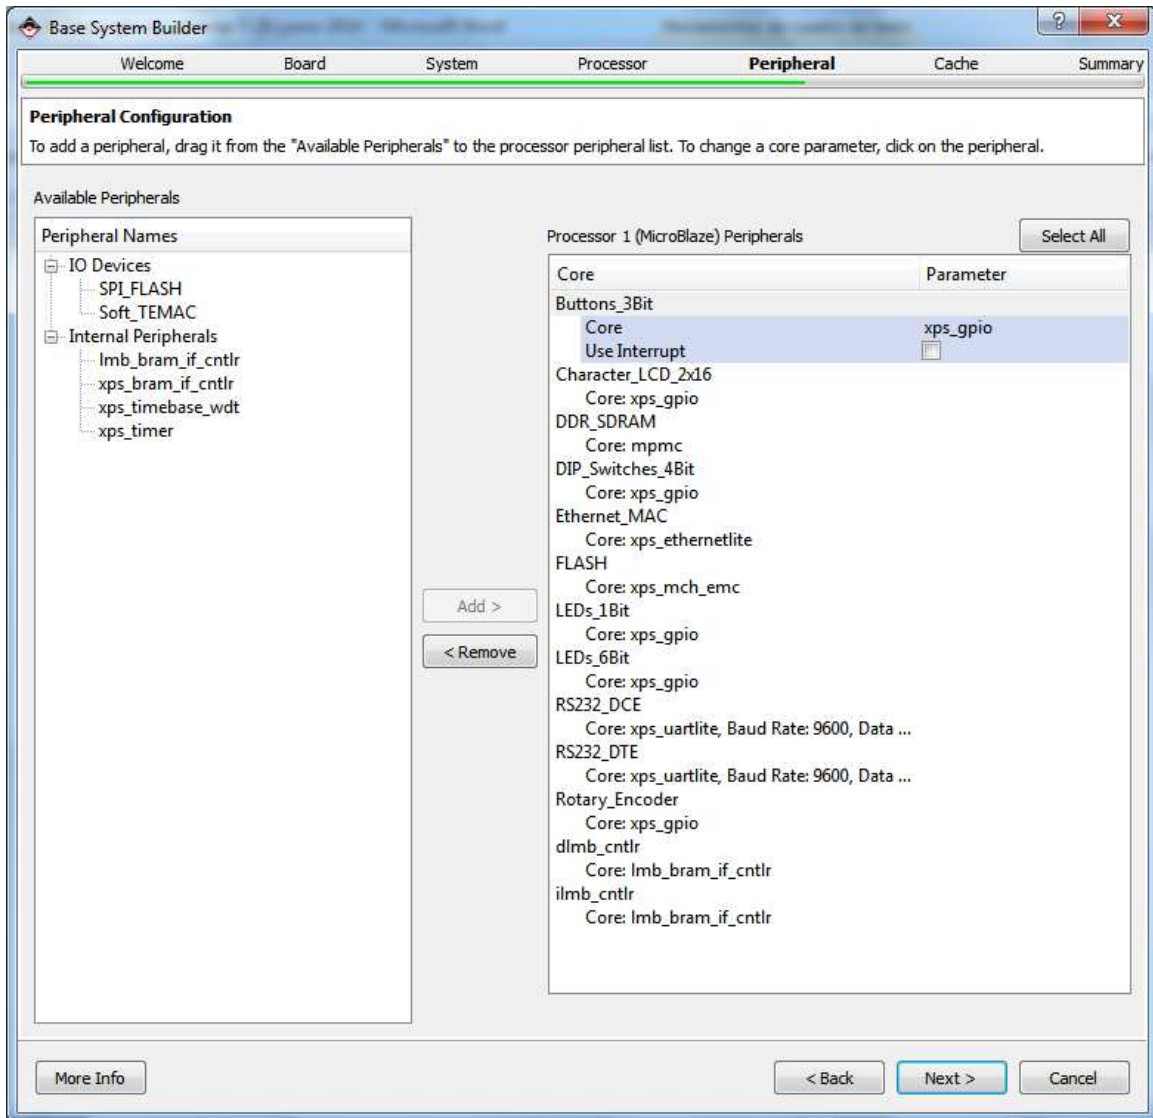 Base System Builder
Welcome Board System Processor Peripheral Cache Summary
Peripheral Configuration
To add a peripheral, drag it from the "Available Peripherals" to the processor peripheral list. To change a core parameter, click on the peripheral.
Available Peripherals
Peripheral Names
IO Devices
SPI_FLASH
Soft_TEMAC
Internal Peripherals
lmb_bram_if_cntlr
xps_bram_if_cntlr
xps_timebase_wdt
xps_timer
Add >
< Remove
Processor 1 (MicroBlaze) Peripherals
Select All
Core Parameter
Buttons_3Bit
Core xps_gpio
Use Interrupt
Character_LCD_2x16
Core: xps_gpio
DDR_SDRAM
Core: mpmc
DIP_Switches_4Bit
Core: xps_gpio
Ethernet_MAC
Core: xps_ethernetlite
FLASH
Core: xps_mch_emc
LEDs_1Bit
Core: xps_gpio
LEDs_6Bit
Core: xps_gpio
RS232_DCE
Core: xps_uartlite, Baud Rate: 9600, Data ...
RS232_DTE
Core: xps_uartlite, Baud Rate: 9600, Data ...
Rotary_Encoder
Core: xps_gpio
dlmb_cntlr
Core: lmb_bram_if_cntlr
ilmb_cntlr
Core: lmb_bram_if_cntlr
More Info
< Back
Next >
Cancel